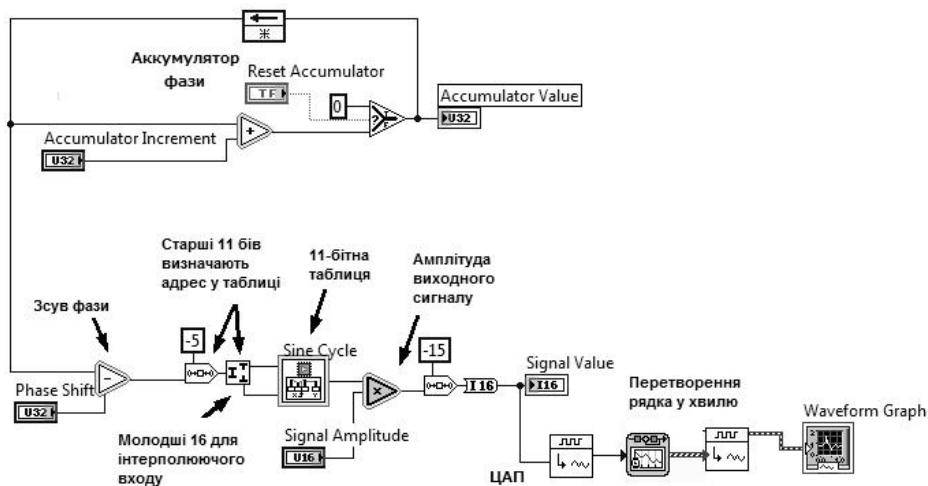 Аккумулятор
фази
Reset Accumulator
TF
0
Accumulator Value
U32
Accumulator Increment
U32
+
Старші 11 бів
визначають
адрес у таблиці
11-бітна
таблиця
Амплітуда
виходного
сигналу
Зсув фази
-5
Sine Cycle
-15
I16
Signal Value
I16
Перетворення
рядка у хвилю
Waveform Graph
Phase Shift
U32
Молодші 16 для
інтерполюючого
входу
Signal Amplitude
U16
ЦАП